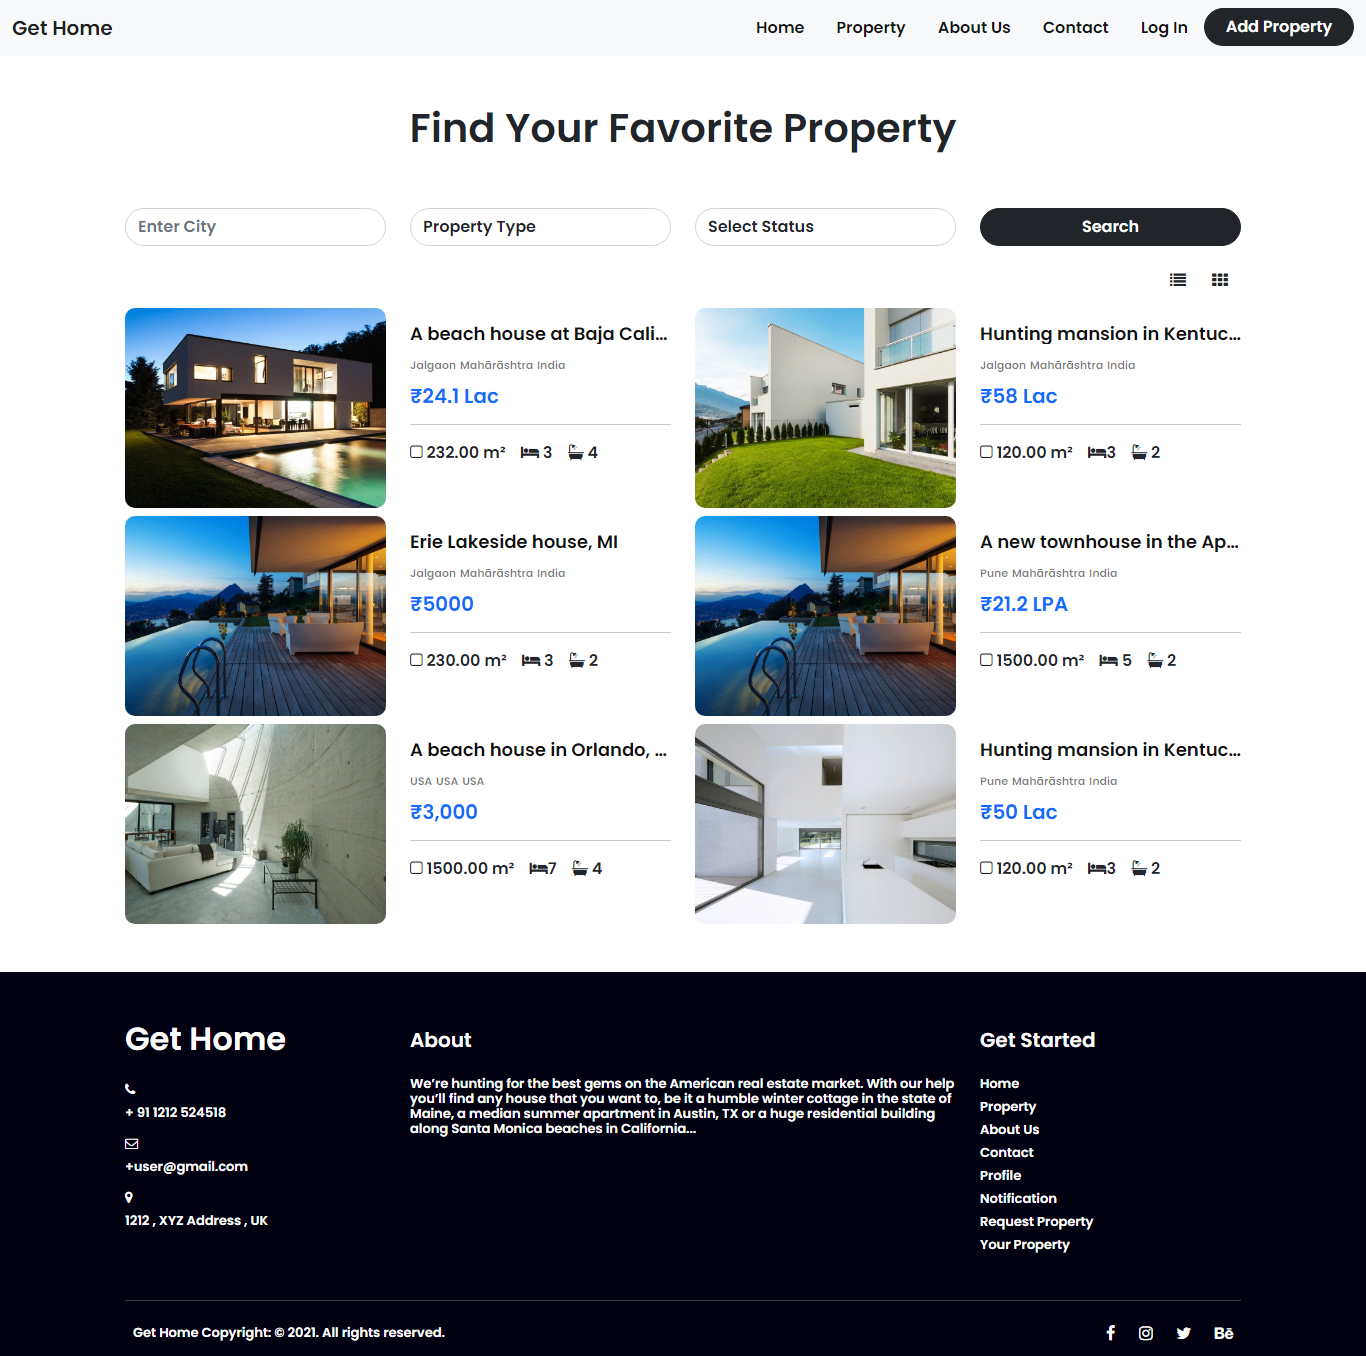 Get Home
Home
Property
About Us
Contact
Log In
Add Property
Find Your Favorite Property
Enter City
Property Type
Select Status
Search
A beach house at Baja Cali...
Jalgaon Mahārāshtra India
₹24.1 Lac
232.00 m² 3 4
Hunting mansion in Kentuc...
Jalgaon Mahārāshtra India
₹58 Lac
120.00 m² 3 2
Erie Lakeside house, MI
Jalgaon Mahārāshtra India
₹5000
230.00 m² 3 2
A new townhouse in the Ap...
Pune Mahārāshtra India
₹21.2 LPA
1500.00 m² 5 2
A beach house in Orlando, ...
USA USA USA
₹3,000
1500.00 m² 7 4
Hunting mansion in Kentuc...
Pune Mahārāshtra India
₹50 Lac
120.00 m² 3 2
Get Home
+ 91 1212 524518
+user@gmail.com
1212 , XYZ Address , UK
About
We’re hunting for the best gems on the American real estate market. With our help
you’ll find any house that you want to, be it a humble winter cottage in the state of
Maine, a median summer apartment in Austin, TX or a huge residential building
along Santa Monica beaches in California...
Get Started
Home
Property
About Us
Contact
Profile
Notification
Request Property
Your Property
Get Home Copyright: © 2021. All rights reserved.